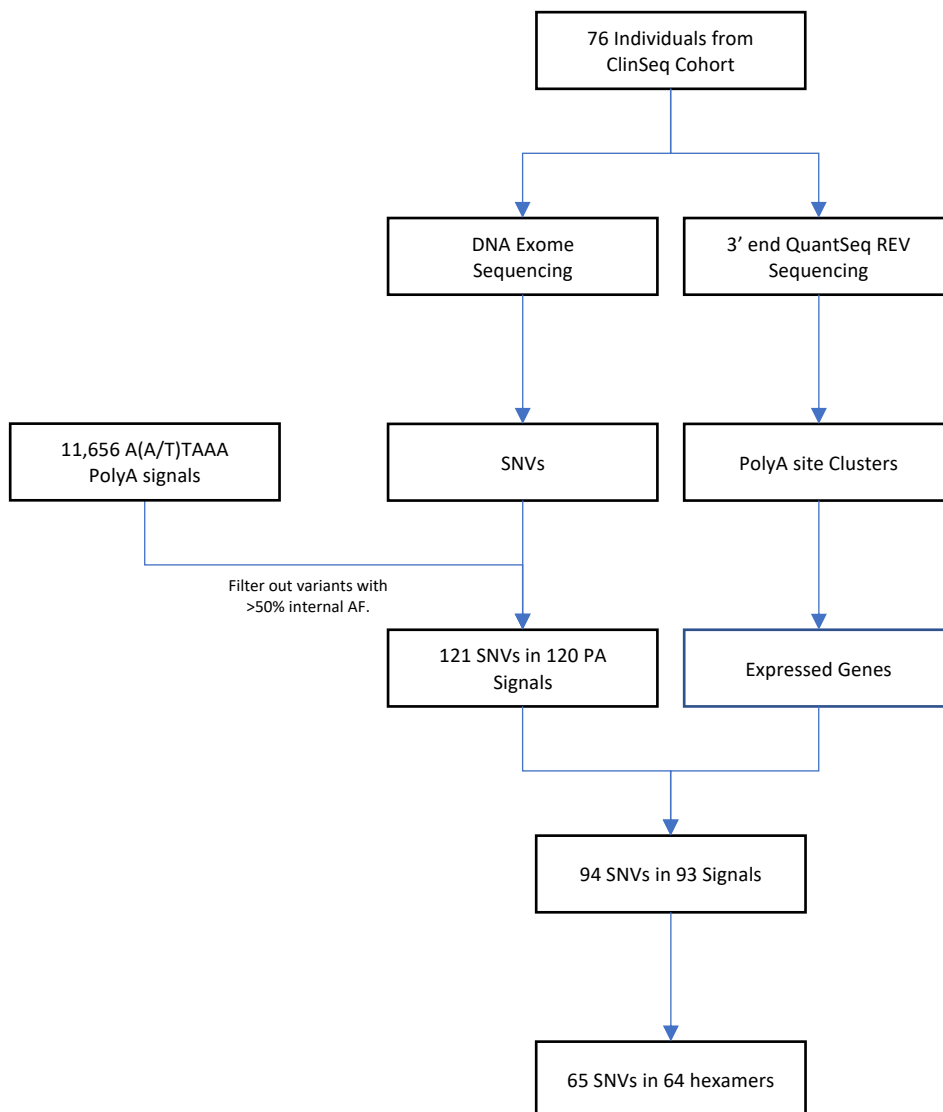 76 Individuals from
ClinSeq Cohort
DNA Exome
Sequencing
3’ end QuantSeq REV
Sequencing
11,656 A(A/T)TAAA
PolyA signals
SNVs
PolyA site Clusters
Filter out variants with
>50% internal AF.
121 SNVs in 120 PA
Signals
Expressed Genes
94 SNVs in 93 Signals
65 SNVs in 64 hexamers